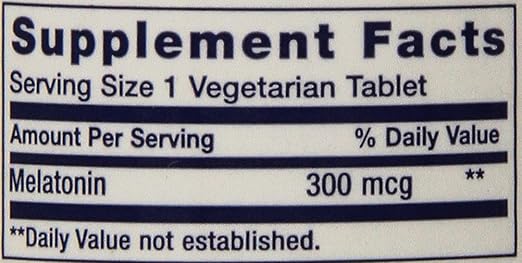 Supplement Facts
Serving Size 1 Vegetarian Tablet
Amount Per Serving % Daily Value
Melatonin 300 mcg **
**Daily Value not established.